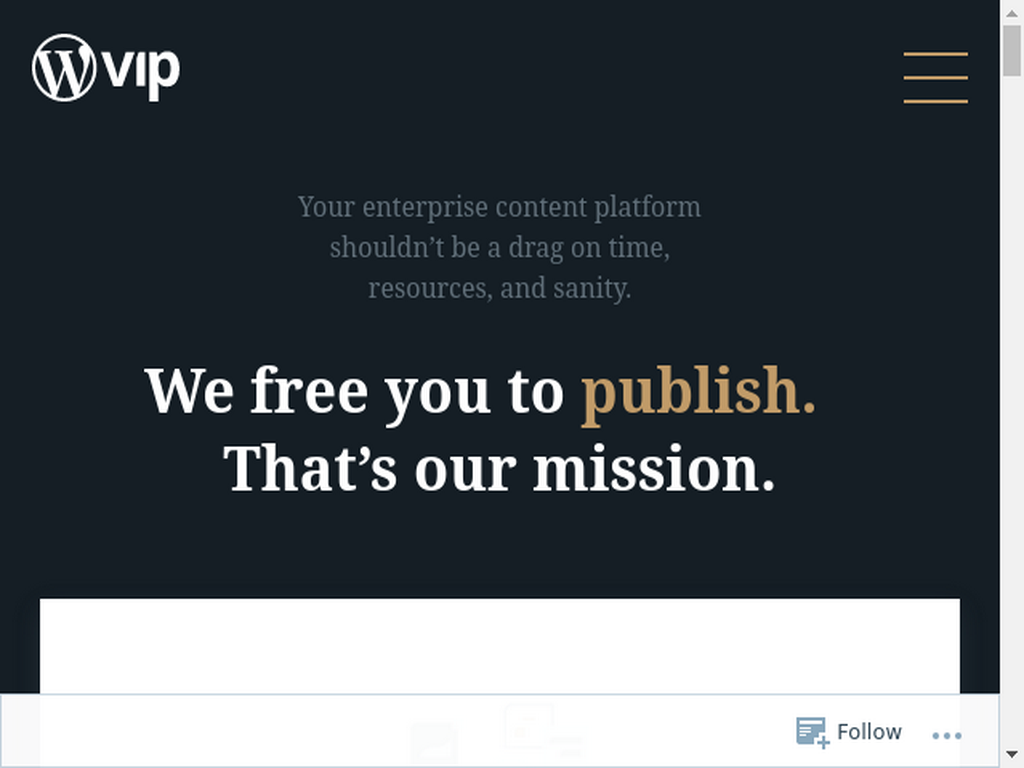 vip
Your enterprise content platform
shouldn’t be a drag on time,
resources, and sanity.
We free you to publish.
That’s our mission.
Follow